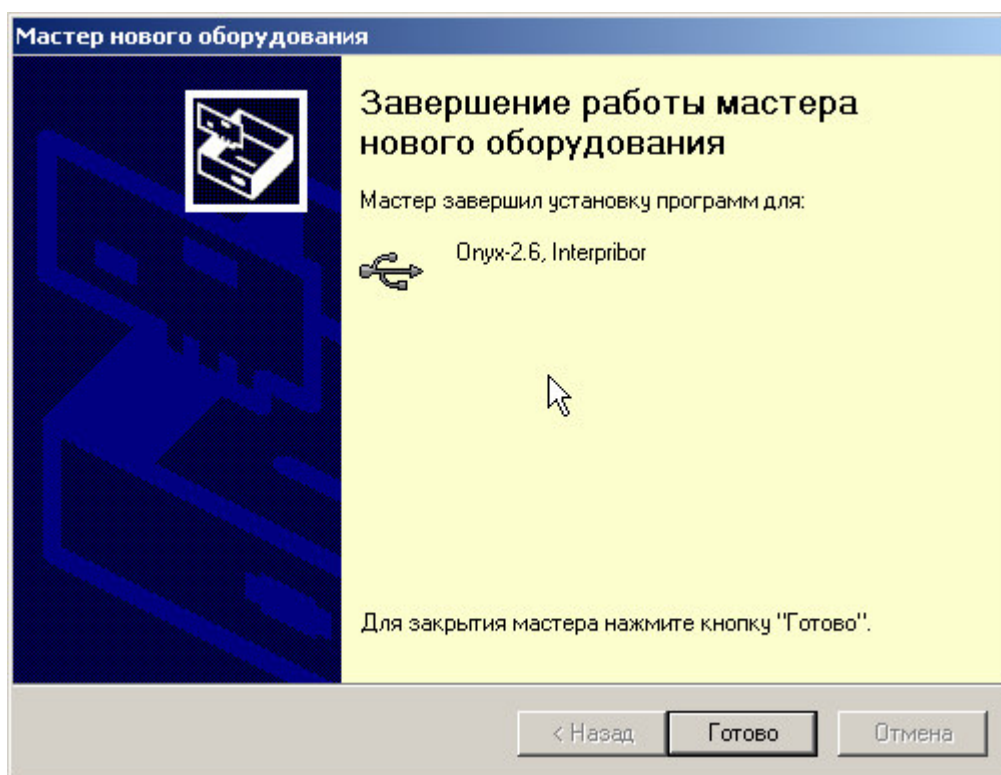 Мастер нового оборудования
Завершение работы мастера
нового оборудования
Мастер завершил установку программ для:
Onyx-2.6, Interpribor
Для закрытия мастера нажмите кнопку "Готово".
< Назад Готово Отмена